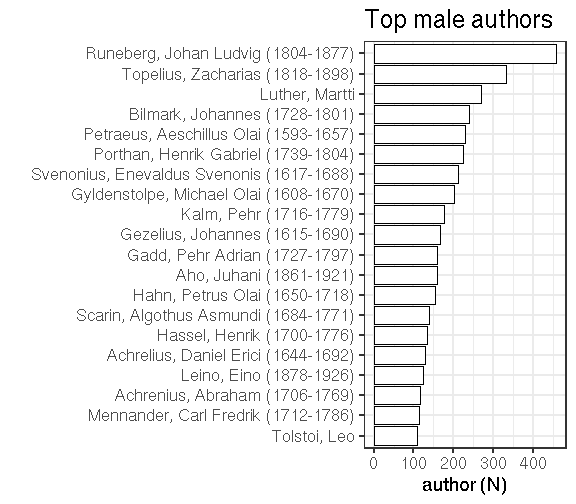 Top male authors
Runeberg, Johan Ludvig (1804-1877)
Topelius, Zacharias (1818-1898)
Luther, Martti
Bilmark, Johannes (1728-1801)
Petraeus, Aeschillus Olai (1593-1657)
Porthan, Henrik Gabriel (1739-1804)
Svenonius, Enevaldus Svenonis (1617-1688)
Gyldenstolpe, Michael Olai (1608-1670)
Kalm, Pehr (1716-1779)
Gezelius, Johannes (1615-1690)
Gadd, Pehr Adrian (1727-1797)
Aho, Juhani (1861-1921)
Hahn, Petrus Olai (1650-1718)
Scarin, Algothus Asmundi (1684-1771)
Hassel, Henrik (1700-1776)
Achrelius, Daniel Erici (1644-1692)
Leino, Eino (1878-1926)
Achrenius, Abraham (1706-1769)
Mennander, Carl Fredrik (1712-1786)
Tolstoi, Leo
0 100 200 300 400
author (N)